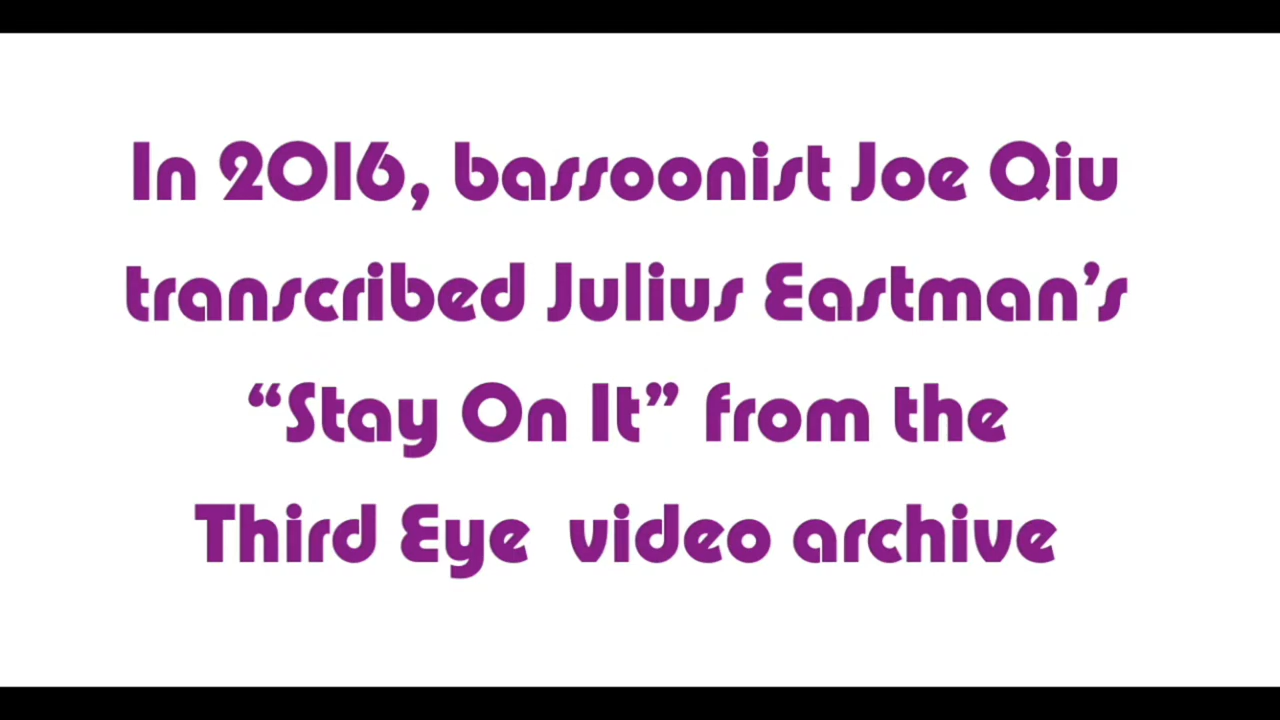 In 2016, bassoonist Joe Qiu
transcribed Julius Eastman’s
“Stay On It” from the
Third Eye video archive